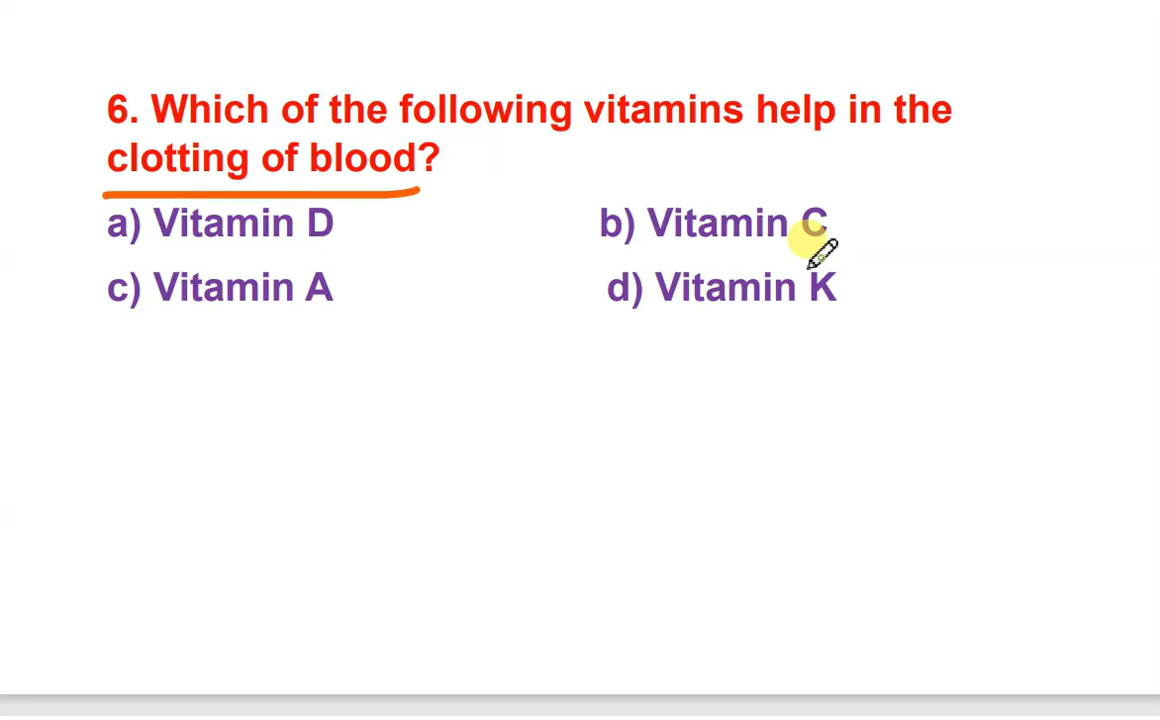 6. Which of the following vitamins help in the
clotting of blood?
a) Vitamin D b) Vitamin C
c) Vitamin A d) Vitamin K